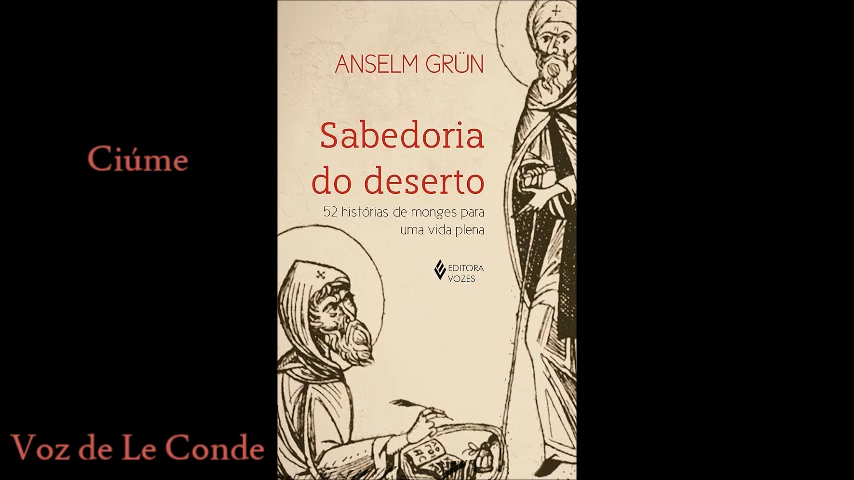 Ciúme
ANSELM GRÜN
Sabedoria
do deserto
52 histórias de monges para
uma vida plena
EDITORA
VOZES
Voz de Le Conde